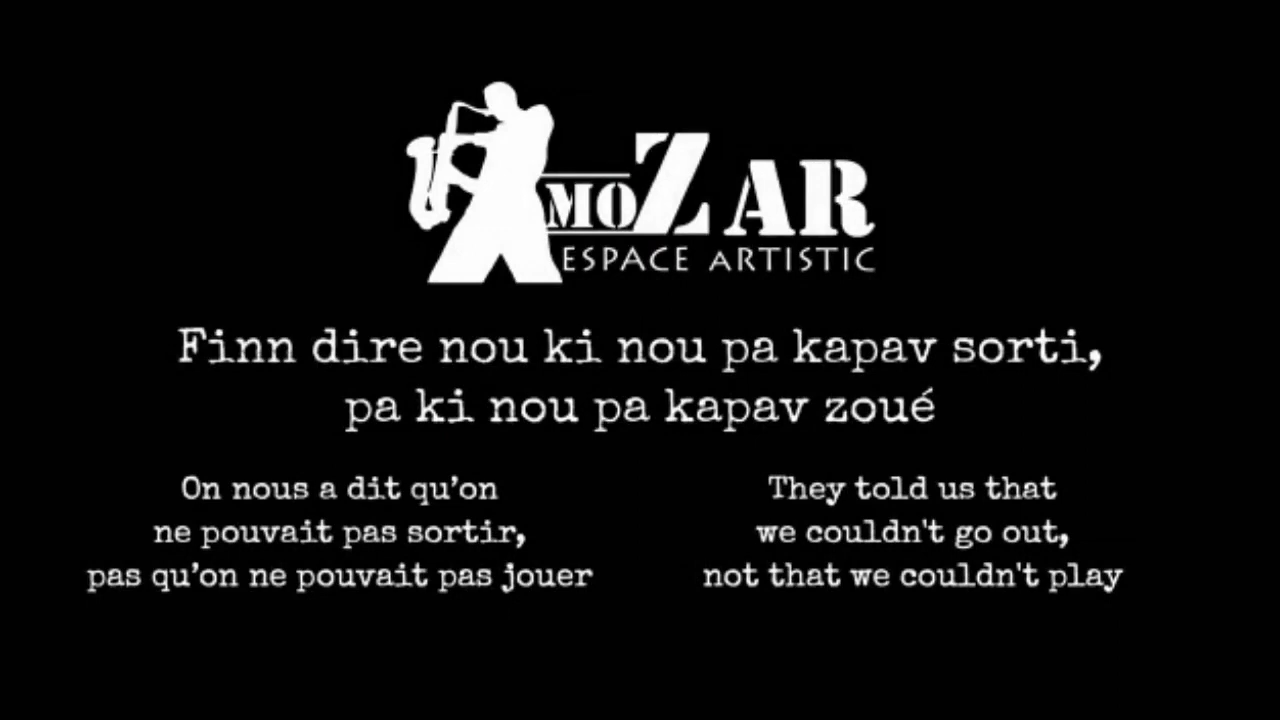 MOZAR
ESPACE ARTISTIC
Finn dire nou ki nou pa kapav sorti,
pa ki nou pa kapav zoué
On nous a dit qu’on
ne pouvait pas sortir,
pas qu’on ne pouvait pas jouer
They told us that
we couldn't go out,
not that we couldn't play